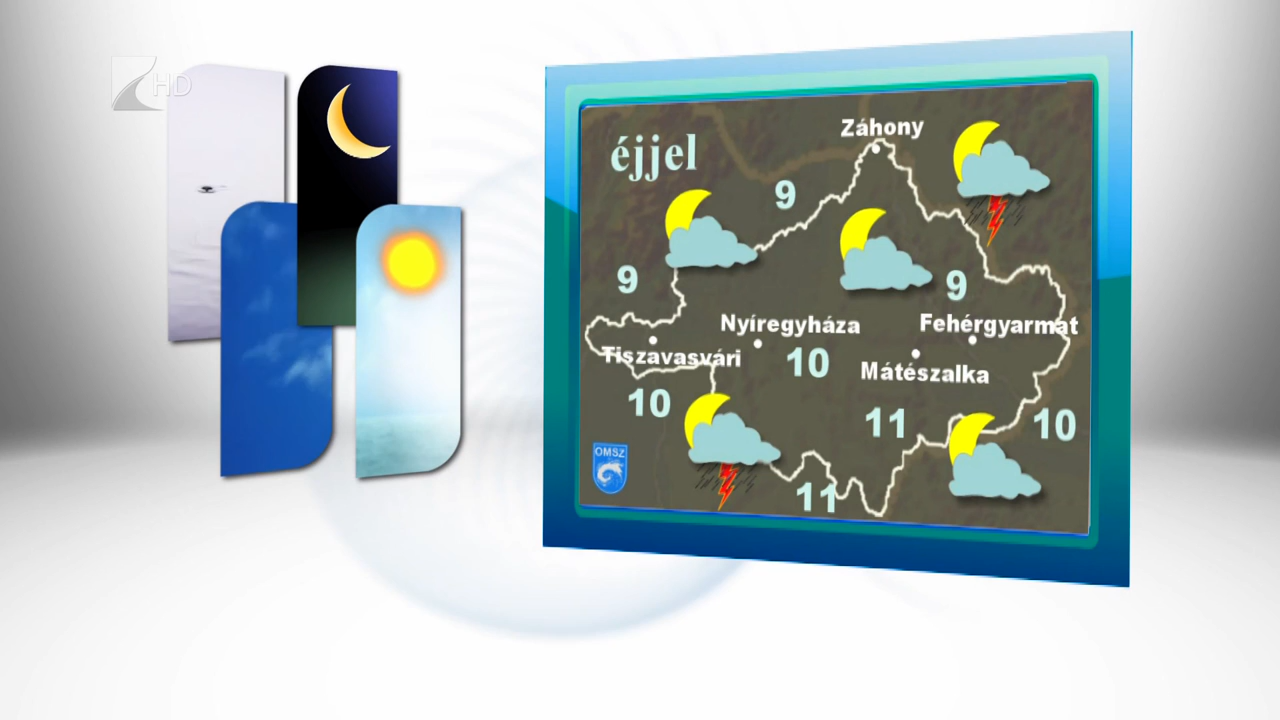 HD
éjjel
Záhony
9
9
9
Nyíregyháza
Fehérgyarmat
Tiszavasvári
10
Mátészalka
10
11
10
OMSZ
11